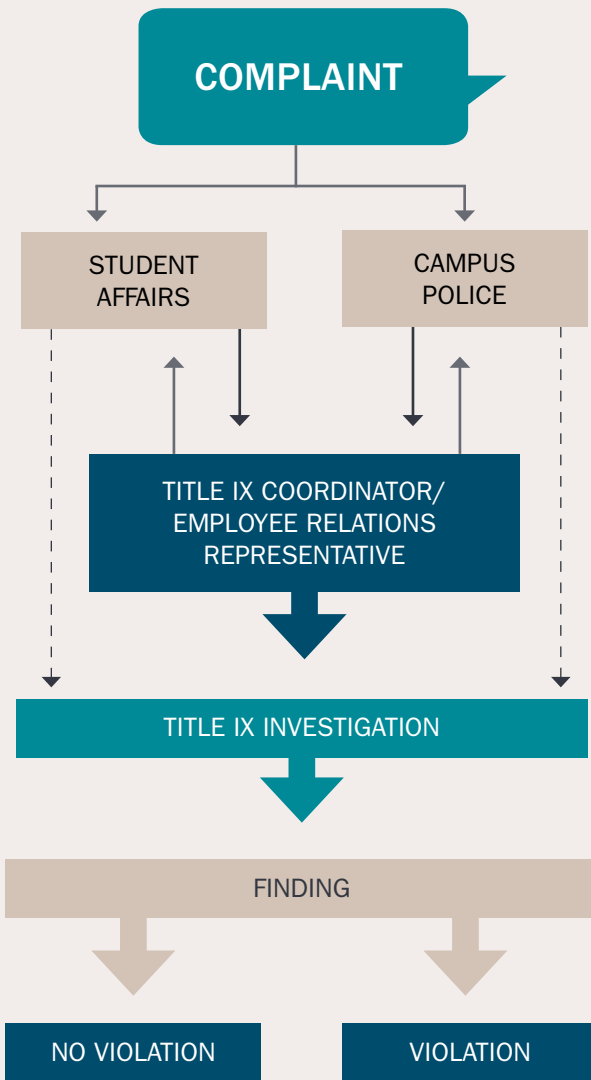 COMPLAINT
STUDENT
AFFAIRS
CAMPUS
POLICE
TITLE IX COORDINATOR/
EMPLOYEE RELATIONS
REPRESENTATIVE
TITLE IX INVESTIGATION
FINDING
NO VIOLATION
VIOLATION